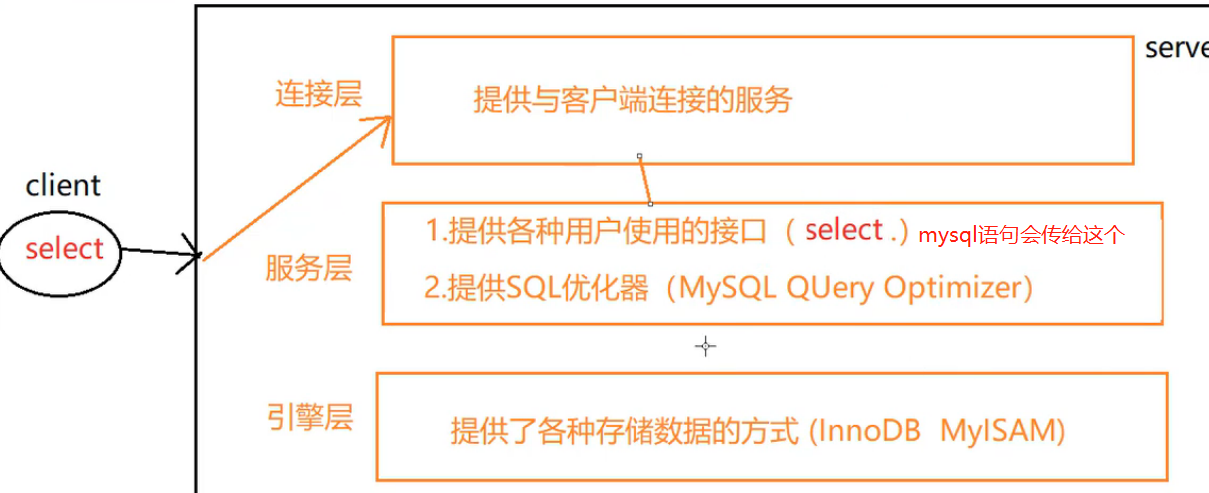 serve
连接层
提供与客户端连接的服务
client
select
1.提供各种用户使用的接口（select.）mysql语句会传给这个
服务层
2.提供SQL优化器（MySQL QUery Optimizer）
引擎层
提供了各种存储数据的方式 (InnoDB MyISAM)